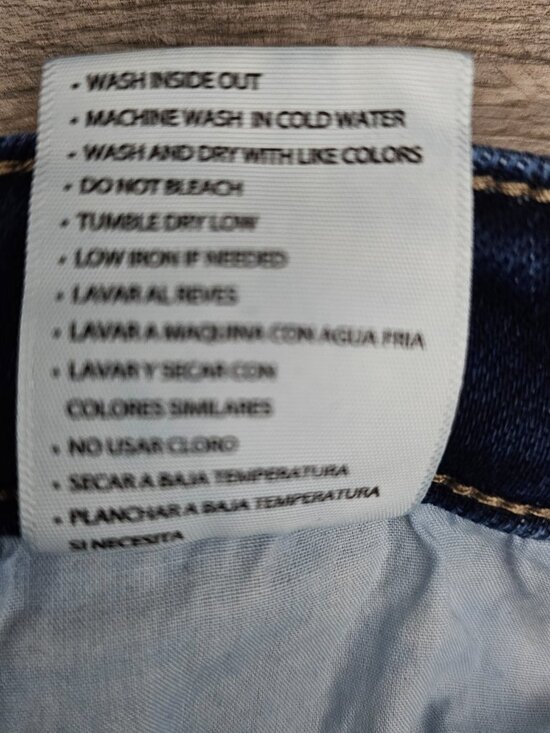 • WASH INSIDE OUT
• MACHINE WASH IN COLD WATER
• WASH AND DRY WITH LIKE COLORS
• DO NOT BLEACH
• TUMBLE DRY LOW
• LOW IRON IF NEEDED
• LAVAR AL REVES
• LAVAR A MAQUINA CON AGUA FRIA
• LAVAR Y SECAR CON
COLORES SIMILARES
• NO USAR CLORO
• SECAR A BAJA TEMPERATURA
• PLANCHAR A BAJA TEMPERATURA
SI NECESITA